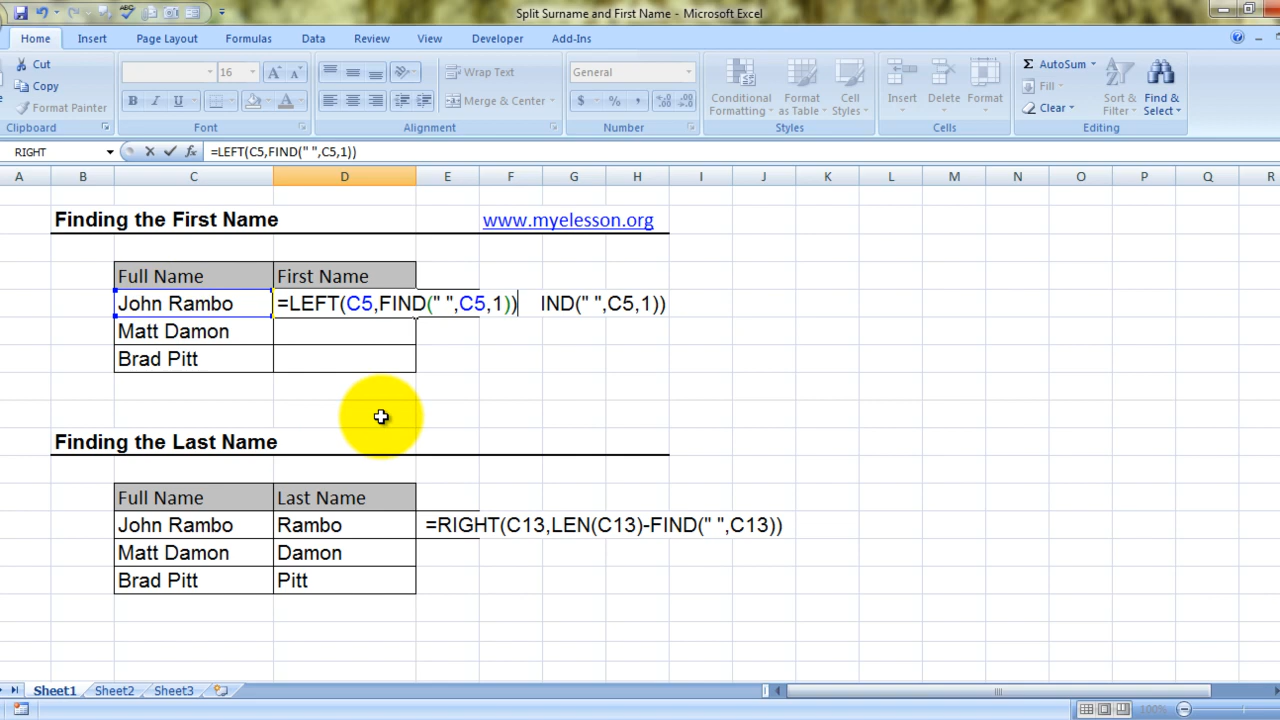 Split Surname and First Name - Microsoft Excel
Home Insert Page Layout Formulas Data Review View Developer Add-Ins
Cut
Copy
Format Painter
Clipboard
16
B I U
Font
Wrap Text
Merge & Center
Alignment
General
$ % ,
Number
Conditional Formatting
Format as Table
Cell Styles
Styles
Insert Delete Format
Cells
AutoSum
Fill
Clear
Sort & Filter
Find & Select
Editing
RIGHT fx =LEFT(C5,FIND(" ",C5,1))
A B C D E F G H I J K L M N O P Q R
Finding the First Name www.myelesson.org
Full Name First Name
John Rambo =LEFT(C5,FIND(" ",C5,1)) IND(" ",C5,1))
Matt Damon
Brad Pitt
Finding the Last Name
Full Name Last Name
John Rambo Rambo =RIGHT(C13,LEN(C13)-FIND(" ",C13))
Matt Damon Damon
Brad Pitt Pitt
Sheet1 Sheet2 Sheet3
100%